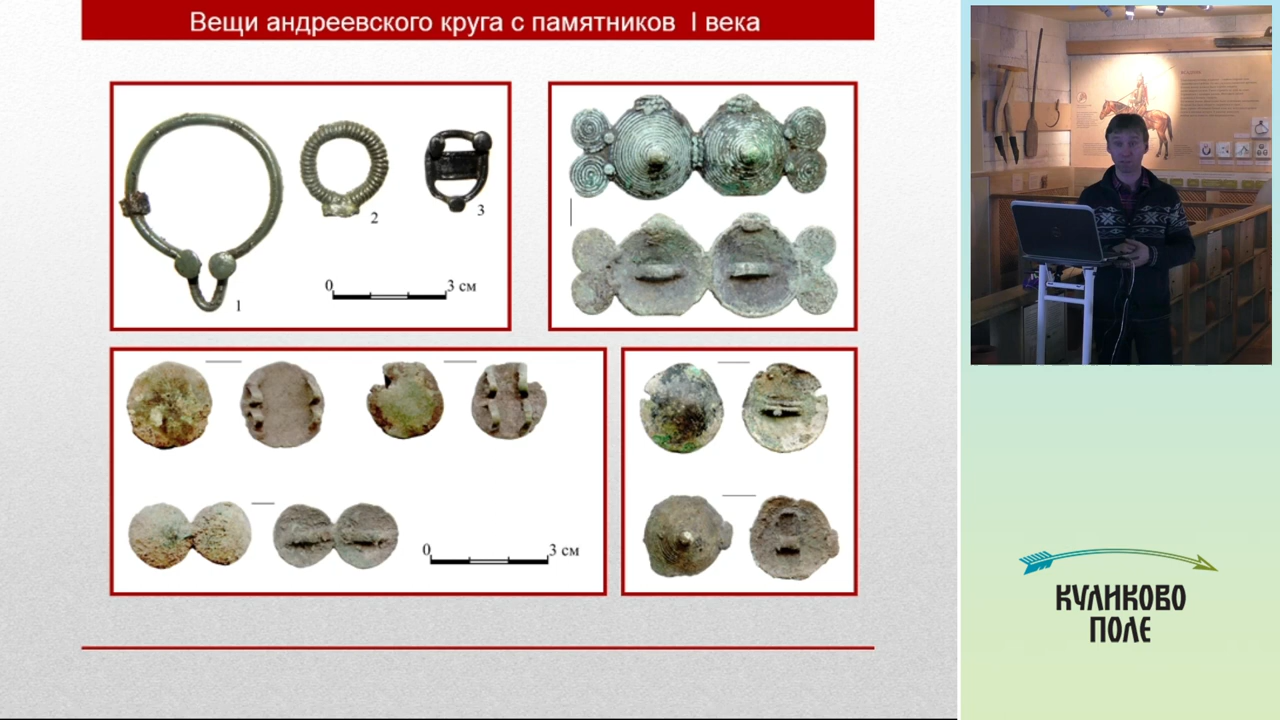 Вещи андреевского круга с памятников I века
1
2
3
0 3 см
0 3 см
КУЛИКОВО
ПОЛЕ